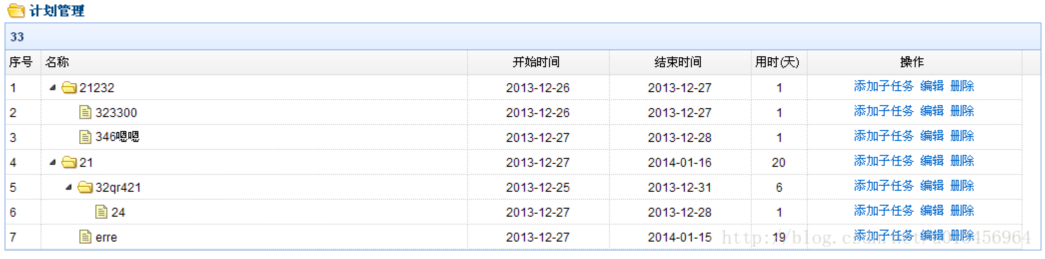 计划管理
33
序号 名称 开始时间 结束时间 用时(天) 操作
1 21232 2013-12-26 2013-12-27 1 添加子任务 编辑 删除
2 323300 2013-12-26 2013-12-27 1 添加子任务 编辑 删除
3 346嗯嗯 2013-12-27 2013-12-28 1 添加子任务 编辑 删除
4 21 2013-12-27 2014-01-16 20 添加子任务 编辑 删除
5 32qr421 2013-12-25 2013-12-31 6 添加子任务 编辑 删除
6 24 2013-12-27 2013-12-28 1 添加子任务 编辑 删除
7 erre 2013-12-27 2014-01-15 19 添加子任务 编辑 删除